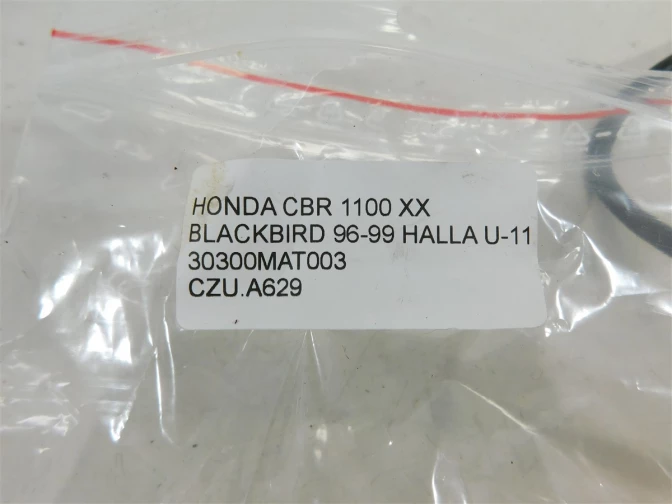 HONDA CBR 1100 XX
BLACKBIRD 96-99 HALLA U-11
30300MAT003
CZU.A629